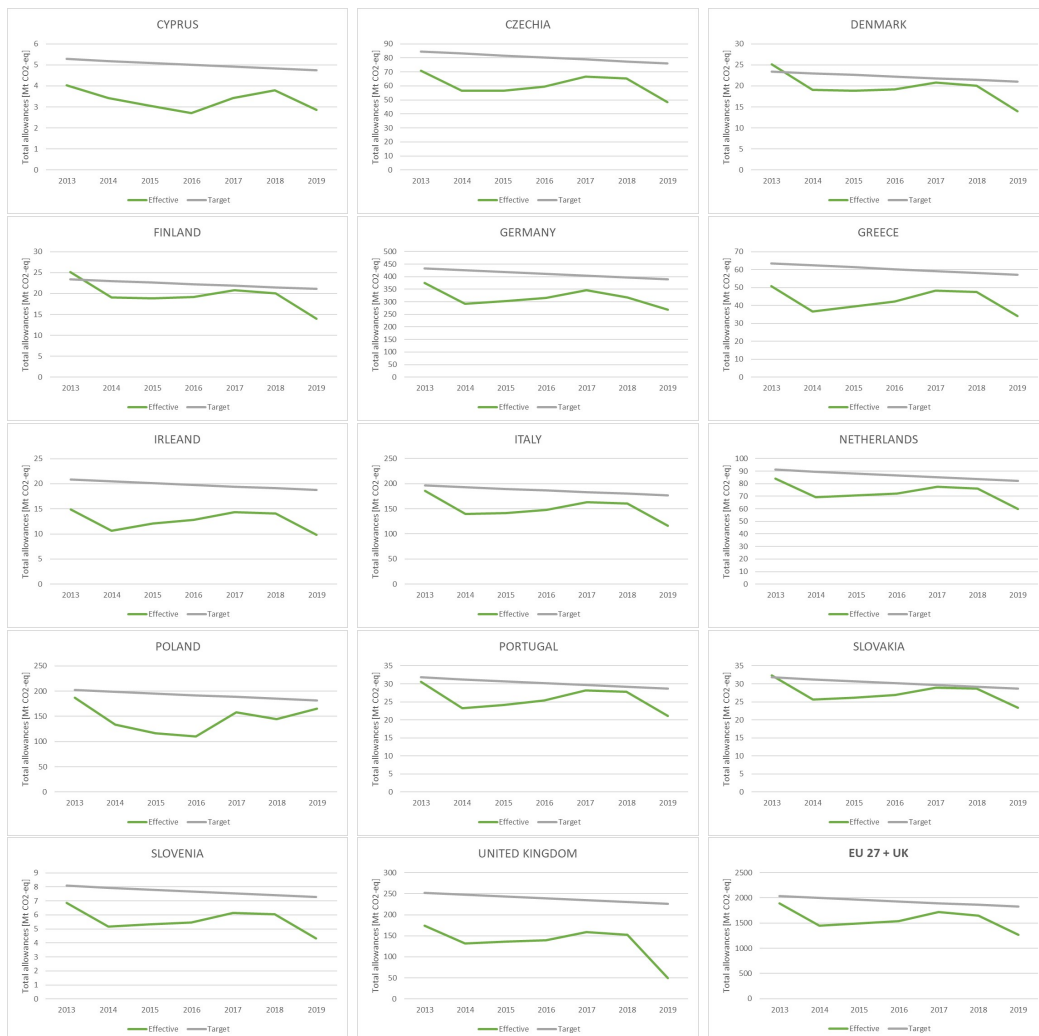 CYPRUS
Total allowances [Mt CO2-eq]
6
5
4
3
2
1
0
2013 2014 2015 2016 2017 2018 2019
Effective Target
CZECHIA
Total allowances [Mt CO2-eq]
90
80
70
60
50
40
30
20
10
0
2013 2014 2015 2016 2017 2018 2019
Effective Target
DENMARK
Total allowances [Mt CO2-eq]
30
25
20
15
10
5
0
2013 2014 2015 2016 2017 2018 2019
Effective Target
FINLAND
Total allowances [Mt CO2-eq]
30
25
20
15
10
5
0
2013 2014 2015 2016 2017 2018 2019
Effective Target
GERMANY
Total allowances [Mt CO2-eq]
500
450
400
350
300
250
200
350
100
50
0
2013 2014 2015 2016 2017 2018 2019
Effective Target
GREECE
Total allowances [Mt CO2-eq]
70
60
50
40
30
20
10
0
2013 2014 2015 2016 2017 2018 2019
Effective Target
IRLEAND
Total allowances [Mt CO2-eq]
25
20
15
10
5
0
2013 2014 2015 2016 2017 2018 2019
Effective Target
ITALY
Total allowances [Mt CO2-eq]
250
200
150
100
50
0
2013 2014 2015 2016 2017 2018 2019
Effective Target
NETHERLANDS
Total allowances [Mt CO2-eq]
100
90
80
70
60
50
40
30
20
10
0
2013 2014 2015 2016 2017 2018 2019
Effective Target
POLAND
Total allowances [Mt CO2-eq]
250
200
150
100
50
0
2013 2014 2015 2016 2017 2018 2019
Effective Target
PORTUGAL
Total allowances [Mt CO2-eq]
35
30
25
20
15
10
5
0
2013 2014 2015 2016 2017 2018 2019
Effective Target
SLOVAKIA
Total allowances [Mt CO2-eq]
35
30
25
20
15
10
5
0
2013 2014 2015 2016 2017 2018 2019
Effective Target
SLOVENIA
Total allowances [Mt CO2-eq]
9
8
7
6
5
4
3
2
1
0
2013 2014 2015 2016 2017 2018 2019
Effective Target
UNITED KINGDOM
Total allowances [Mt CO2-eq]
300
250
200
150
100
50
0
2013 2014 2015 2016 2017 2018 2019
Effective Target
EU 27 + UK
Total allowances [Mt CO2-eq]
2500
2000
1500
1000
500
0
2013 2014 2015 2016 2017 2018 2019
Effective Target